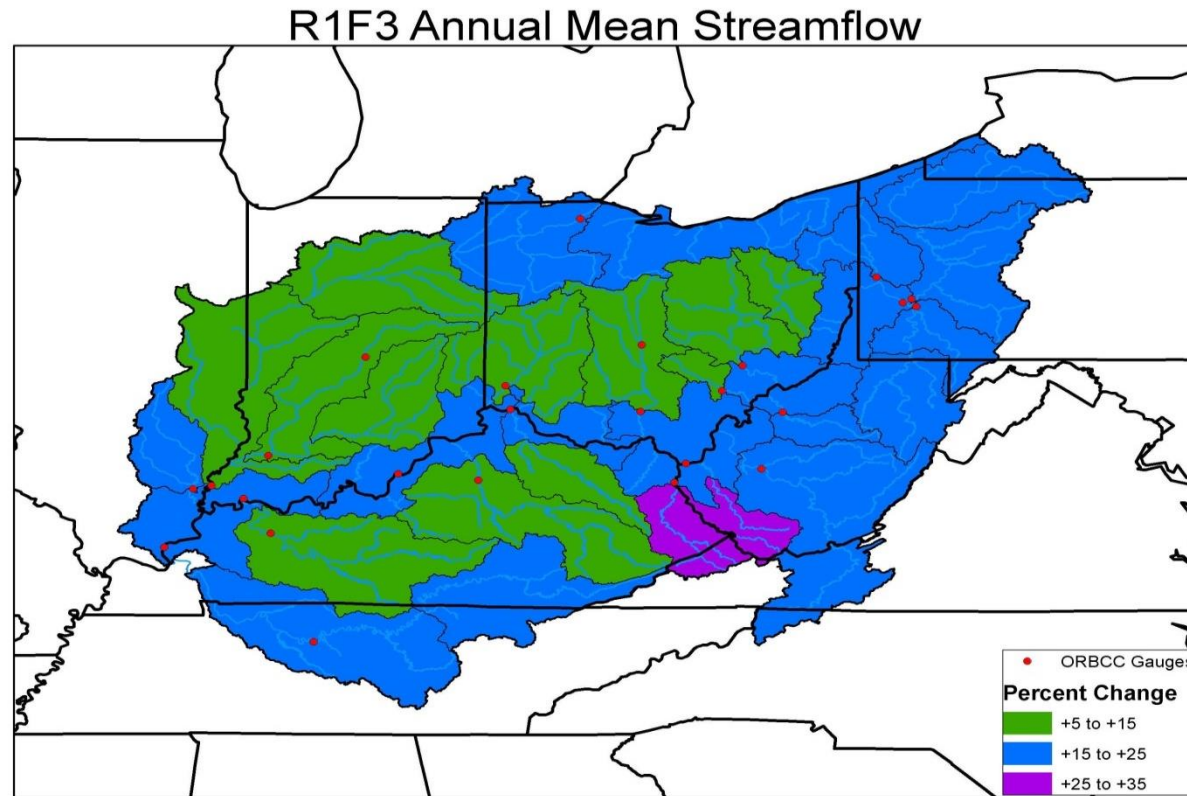 R1F3 Annual Mean Streamflow
ORBCC Gauges
Percent Change
+5 to +15
+15 to +25
+25 to +35